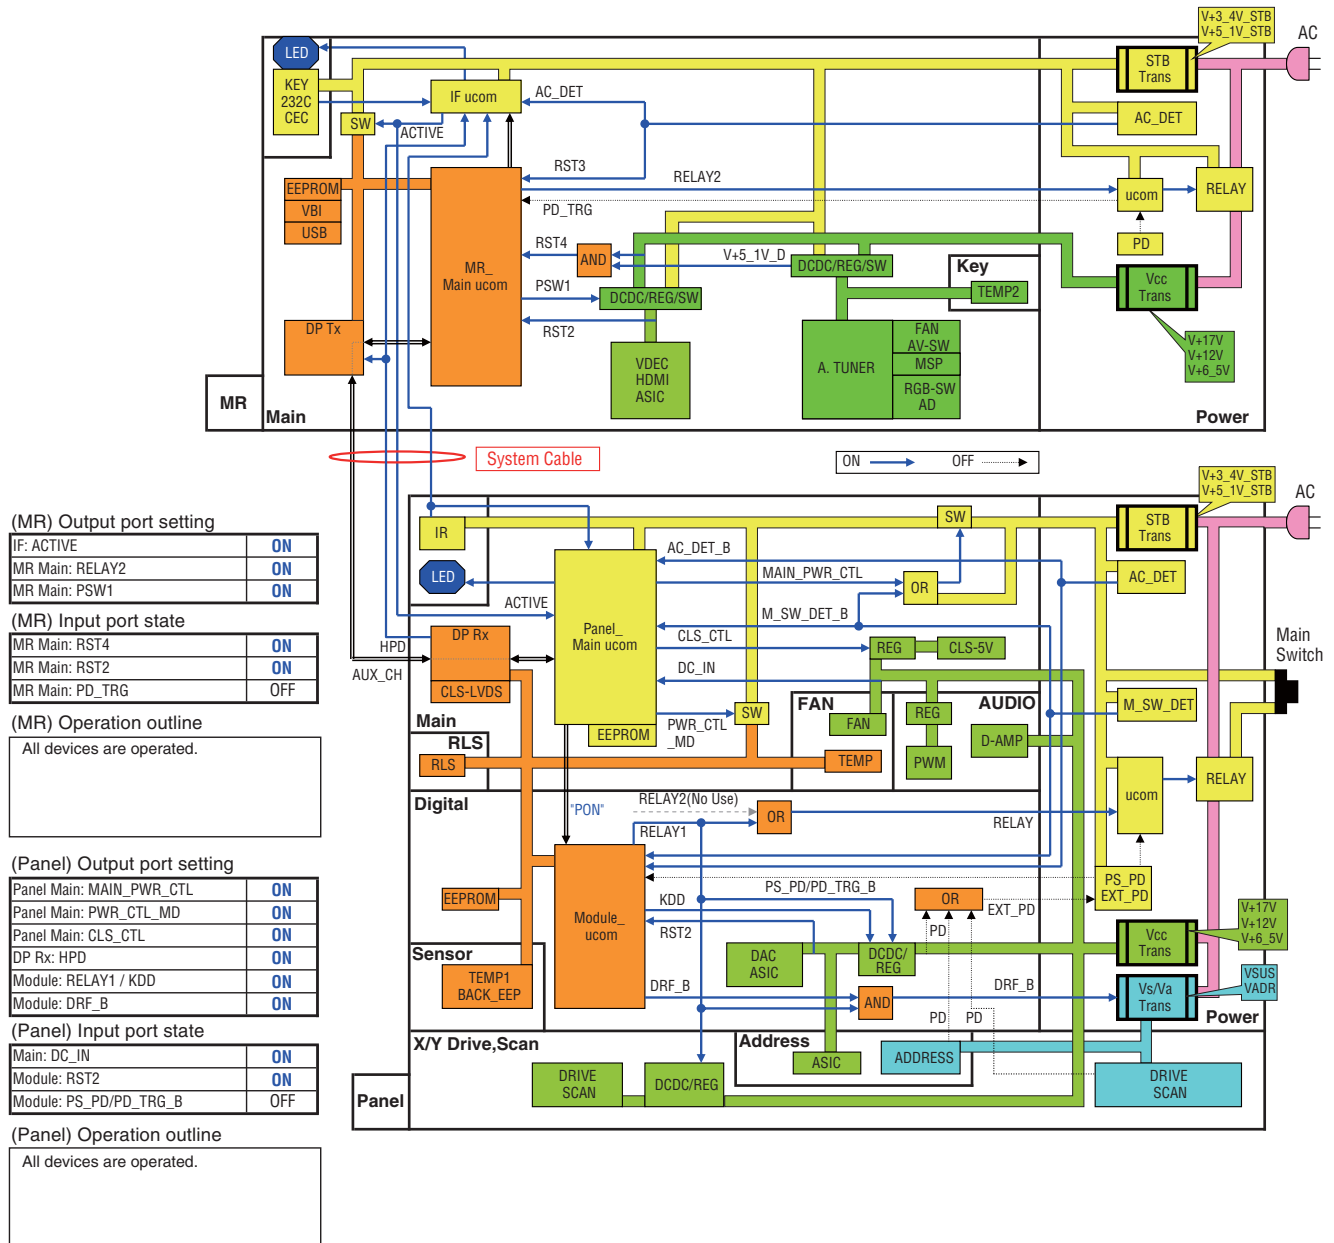 V+3_4V_STB
V+5_1V_STB
AC
LED
KEY
232C
CEC
IF ucom
AC_DET
STB
Trans
AC_DET
SW
ACTIVE
RST3
RELAY2
EEPROM
VBI
USB
PD_TRG
ucom
RELAY
PD
MR_
Main ucom
RST4
AND
V+5_1V_D
DCDC/REG/SW
Key
TEMP2
PSW1
DCDC/REG/SW
RST2
Vcc
Trans
DP Tx
VDEC
HDMI
ASIC
A. TUNER
FAN
AV-SW
MSP
RGB-SW
AD
V+17V
V+12V
V+6_5V
MR
Main
Power
System Cable
ON
OFF
V+3_4V_STB
V+5_1V_STB
AC
(MR) Output port setting
IF: ACTIVE ON
MR Main: RELAY2 ON
MR Main: PSW1 ON
(MR) Input port state
MR Main: RST4 ON
MR Main: RST2 ON
MR Main: PD_TRG OFF
(MR) Operation outline
All devices are operated.
(Panel) Output port setting
Panel Main: MAIN_PWR_CTL ON
Panel Main: PWR_CTL_MD ON
Panel Main: CLS_CTL ON
DP Rx: HPD ON
Module: RELAY1 / KDD ON
Module: DRF_B ON
(Panel) Input port state
Main: DC_IN ON
Module: RST2 ON
Module: PS_PD/PD_TRG_B OFF
(Panel) Operation outline
All devices are operated.
IR
SW
STB
Trans
LED
AC_DET_B
MAIN_PWR_CTL
OR
AC_DET
ACTIVE
M_SW_DET_B
Panel_
Main ucom
CLS_CTL
REG
CLS-5V
Main
Switch
HPD
AUX_CH
DP Rx
CLS-LVDS
DC_IN
M_SW_DET
Main
FAN
AUDIO
SW
PWR_CTL
_MD
FAN
REG
D-AMP
EEPROM
RLS
RLS
TEMP
PWM
ucom
RELAY
Digital
"PON"
RELAY2(No Use)
OR
RELAY1
RELAY
PS_PD
EXT_PD
Module_
ucom
PS_PD/PD_TRG_B
EEPROM
KDD
OR
EXT_PD
RST2
PD
Vcc
Trans
V+17V
V+12V
V+6_5V
Sensor
TEMP1
BACK_EEP
DAC
ASIC
DCDC/
REG
DRF_B
AND
DRF_B
Vs/Va
Trans
VSUS
VADR
PD
PD
Power
X/Y Drive,Scan
Address
ASIC
ADDRESS
DRIVE
SCAN
DCDC/REG
DRIVE
SCAN
Panel